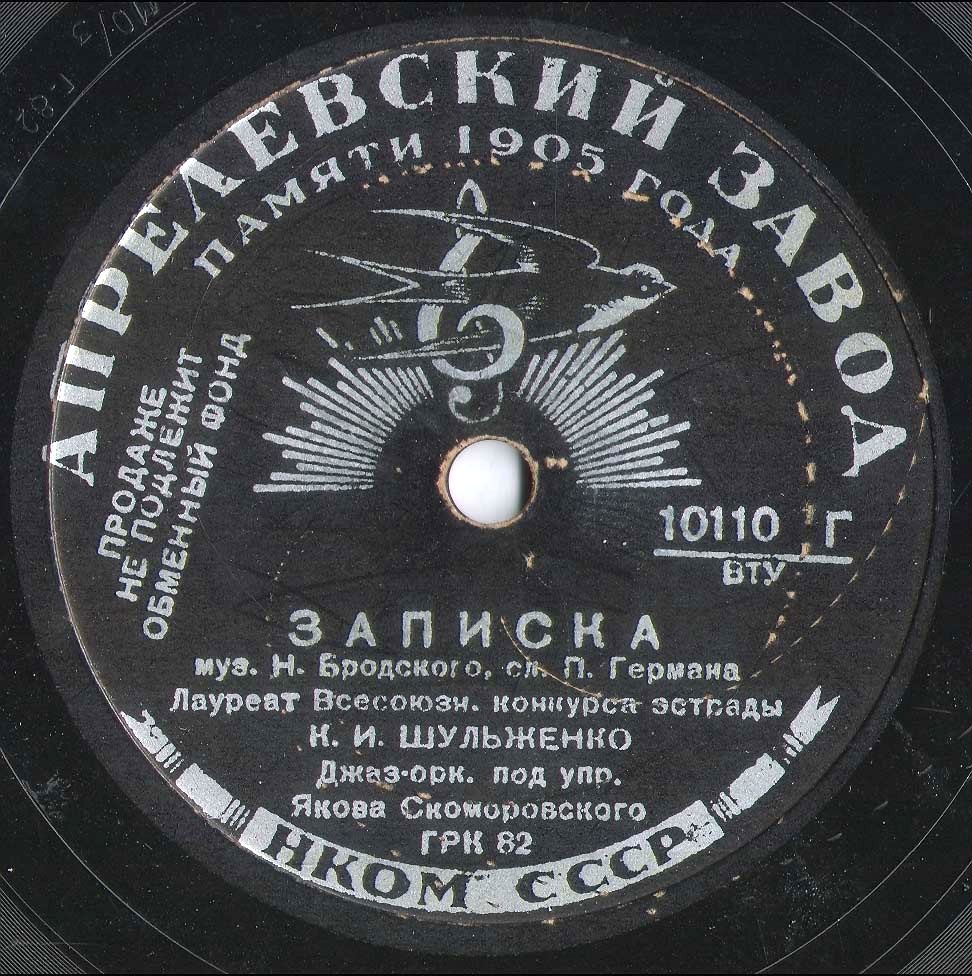 АПРЕЛЕВСКИЙ ЗАВОД
ПАМЯТИ 1905 ГОДА
ПРОДАЖЕ
НЕ ПОДЛЕЖИТ
ОБМЕННЫЙ ФОНД
10110 Г
ВТУ
ЗАПИСКА
муз. Н. Бродского, сл. П. Германа
Лауреат Всесоюзн. конкурса эстрады
К. И. ШУЛЬЖЕНКО
Джаз-орк. под упр.
Якова Скоморовского
ГРК 82
НКОМ СССР
Г-82